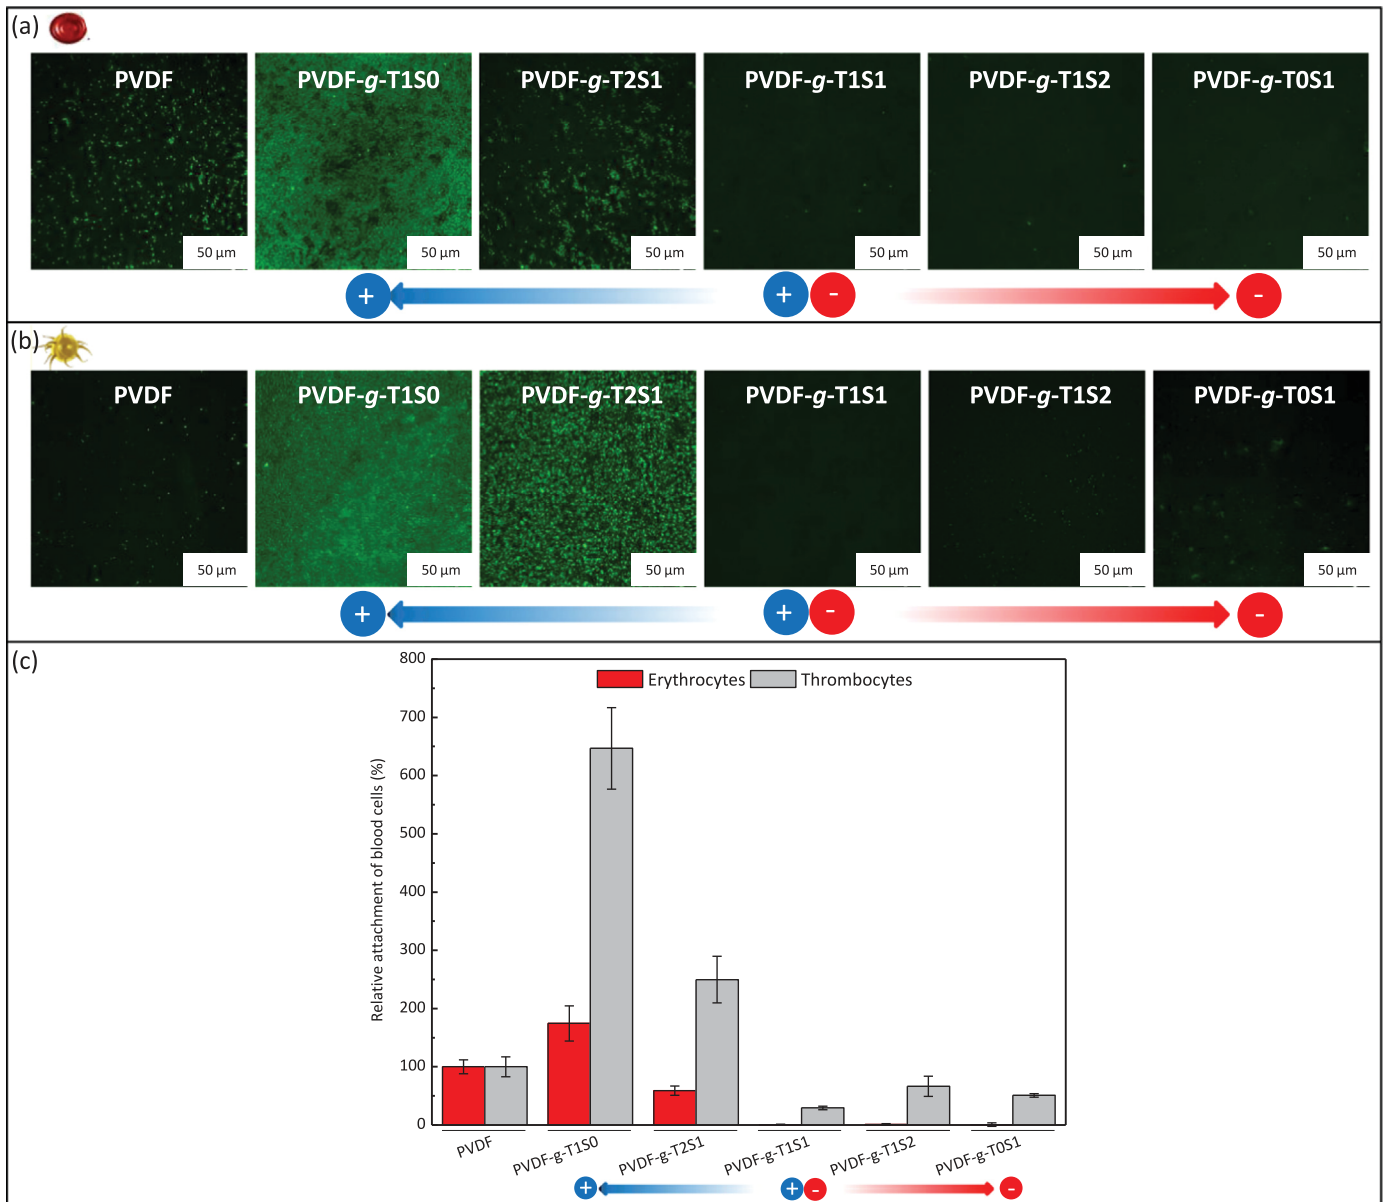 (a)
PVDF PVDF-g-T1S0 PVDF-g-T2S1 PVDF-g-T1S1 PVDF-g-T1S2 PVDF-g-T0S1
50 µm 50 µm 50 µm 50 µm 50 µm 50 µm
+ + - -
(b)
PVDF PVDF-g-T1S0 PVDF-g-T2S1 PVDF-g-T1S1 PVDF-g-T1S2 PVDF-g-T0S1
50 µm 50 µm 50 µm 50 µm 50 µm 50 µm
+ + - -
(c)
Relative attachment of blood cells (%)
800
700
600
500
400
300
200
100
0
Erythrocytes Thrombocytes
PVDF PVDF-g-T1S0 PVDF-g-T2S1 PVDF-g-T1S1 PVDF-g-T1S2 PVDF-g-T0S1
+ + - -